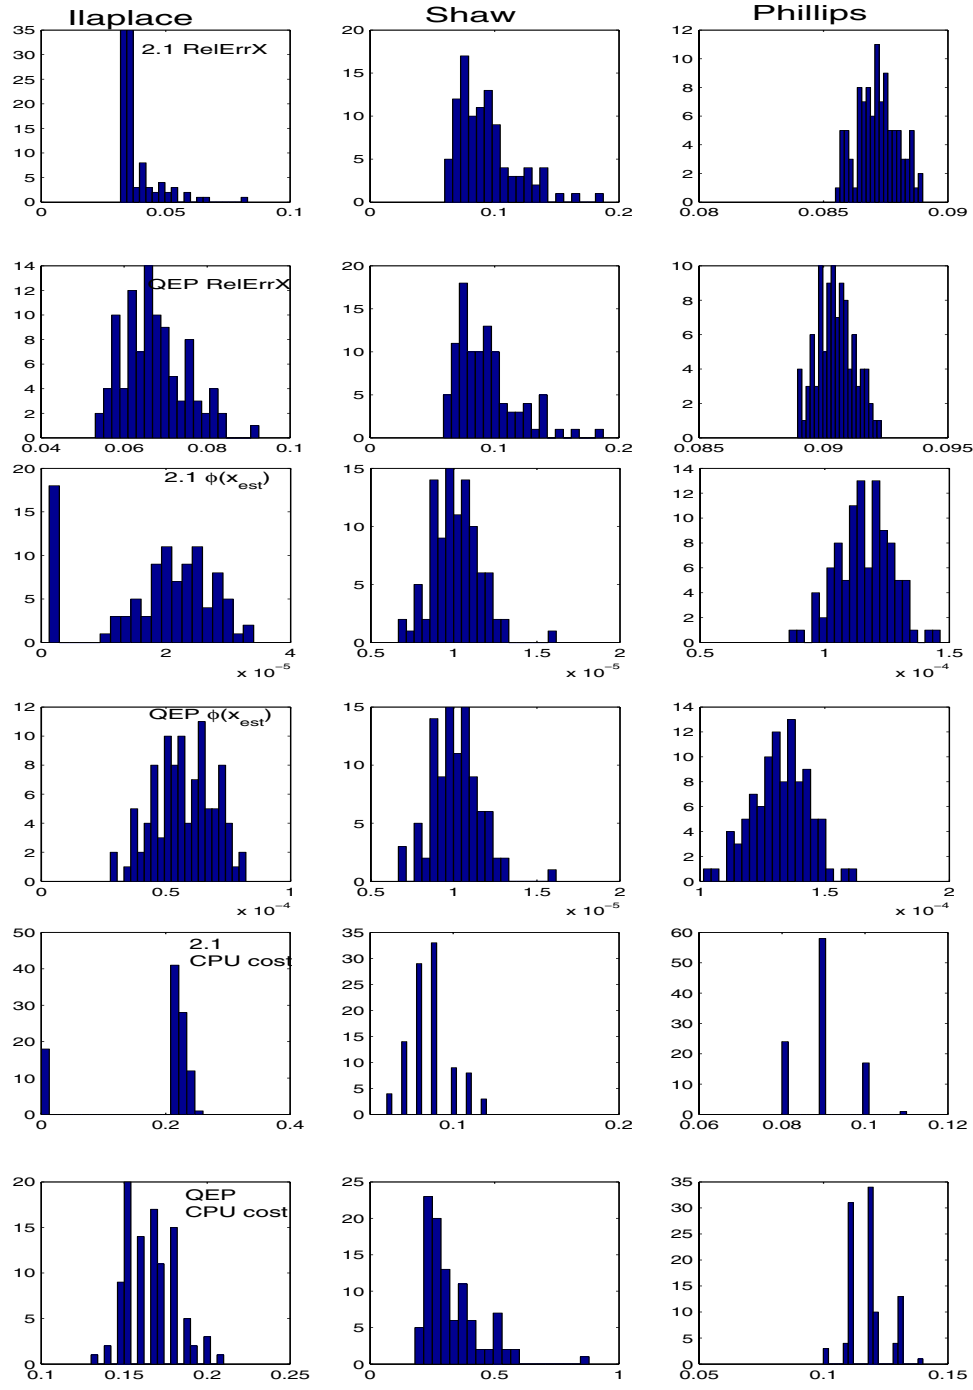 Ilaplace Shaw Phillips
35 30 25 20 15 10 5 0
2.1 RelErrX
0 0.05 0.1
20 15 10 5 0
0 0.1 0.2
12 10 8 6 4 2 0
0.08 0.085 0.09
14 12 10 8 6 4 2 0
QEP RelErrX
0.04 0.06 0.08 0.1
20 15 10 5 0
0 0.1 0.2
10 8 6 4 2 0
0.085 0.09 0.095
20 15 10 5 0
2.1 ϕ(x_est)
0 2 4
x 10⁻⁵
15 10 5 0
0.5 1 1.5 2
x 10⁻⁵
14 12 10 8 6 4 2 0
0.5 1 1.5
x 10⁻⁴
12 10 8 6 4 2 0
QEP ϕ(x_est)
0 0.5 1
x 10⁻⁴
15 10 5 0
0.5 1 1.5 2
x 10⁻⁵
14 12 10 8 6 4 2 0
1 1.5 2
x 10⁻⁴
50 40 30 20 10 0
2.1
CPU cost
0 0.2 0.4
35 30 25 20 15 10 5 0
0.1 0.2
60 50 40 30 20 10 0
0.06 0.08 0.1 0.12
20 15 10 5 0
QEP
CPU cost
0.1 0.15 0.2 0.25
25 20 15 10 5 0
0 0.5 1
35 30 25 20 15 10 5 0
0.05 0.1 0.15